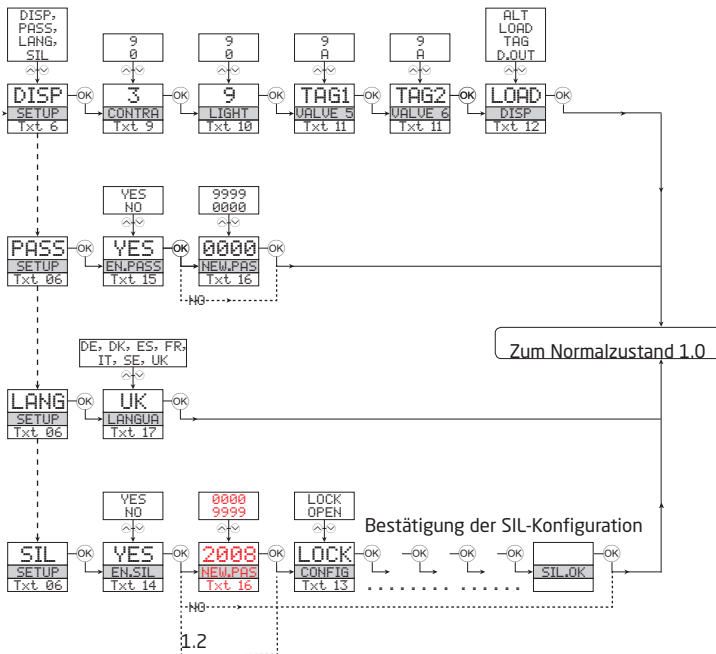 DISP,
PASS,
LANG,
SIL
9
0
9
0
9
A
9
A
ALT
LOAD
TAG
D.OUT
DISP
SETUP
Txt 6
OK
3
CONTRA
Txt 9
OK
9
LIGHT
Txt 10
OK
TAG1
VALVE 5
Txt 11
OK
TAG2
VALVE 6
Txt 11
OK
LOAD
DISP
Txt 12
OK
YES
NO
9999
0000
PASS
SETUP
Txt 06
OK
YES
EN.PASS
Txt 15
OK
0000
NEW.PAS
Txt 16
OK
NO
Zum Normalzustand 1.0
DE, DK, ES, FR,
IT, SE, UK
LANG
SETUP
Txt 06
OK
UK
LANGUA
Txt 17
OK
YES
NO
0000
9999
LOCK
OPEN
Bestätigung der SIL-Konfiguration
SIL
SETUP
Txt 06
OK
YES
EN.SIL
Txt 14
OK
2008
NEW.PAS
Txt 16
OK
LOCK
CONFIG
Txt 13
OK
OK
OK
OK
SIL.OK
OK
NO
1.2